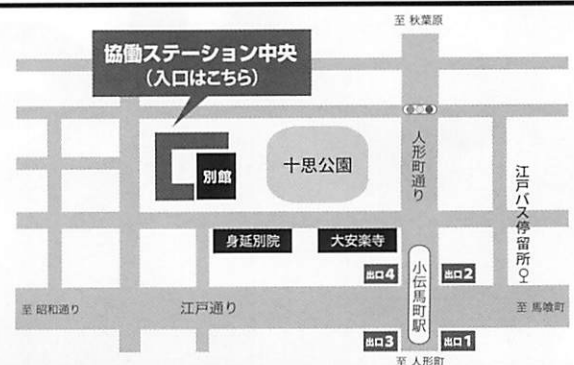 至 秋葉原
協働ステーション中央
(入口はこちら)
人形町通り
十思公園
別館
江戸バス停留所
身延別院
大安楽寺
小伝馬町駅
出口4
出口2
至 昭和通り
江戸通り
至 馬喰町
出口3
出口1
至 人形町